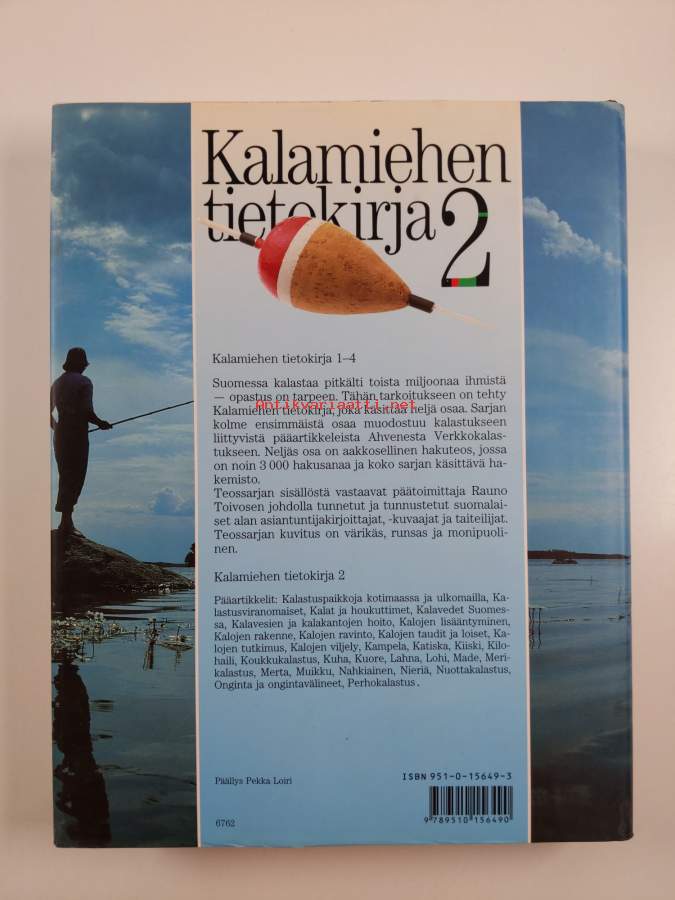 Kalamiehen
tietokirja 2
Kalamiehen tietokirja 1–4
Suomessa kalastaa pitkälti toista miljoonaa ihmistä
— opastus on tarpeen. Tähän tarkoitukseen on tehty
Antikvariaatti.net
Kalamiehen tietokirja, joka käsittää neljä osaa. Sarjan
kolme ensimmäistä osaa muodostuu kalastukseen
liittyvistä pääartikkeleista Ahvenesta Verkkokalas-
tukseen. Neljäs osa on aakkosellinen hakuteos, jossa
on noin 3 000 hakusanaa ja koko sarjan käsittävä ha-
kemisto.
Teossarjan sisällöstä vastaavat päätoimittaja Rauno
Toivosen johdolla tunnetut ja tunnustetut suomalai-
set alan asiantuntijakirjoittajat, -kuvaajat ja taiteilijat.
Teossarjan kuvitus on värikäs, runsas ja monipuoli-
nen.
Kalamiehen tietokirja 2
Pääartikkelit: Kalastuspaikkoja kotimaassa ja ulkomailla, Ka-
lastusviranomaiset, Kalat ja houkuttimet, Kalavedet Suomes-
sa, Kalavesien ja kalakantojen hoito, Kalojen lisääntyminen,
Kalojen rakenne, Kalojen ravinto, Kalojen taudit ja loiset, Ka-
lojen tutkimus, Kalojen viljely, Kampela, Katiska, Kiiski, Kilo-
haili, Koukkukalastus, Kuha, Kuore, Lahna, Lohi, Made, Meri-
kalastus, Merta, Muikku, Nahkiainen, Nieriä, Nuottakalastus,
Onginta ja ongintavälineet, Perhokalastus.
Päällys Pekka Loiri
ISBN 951-0-15649-3
9 789510 156490
6762